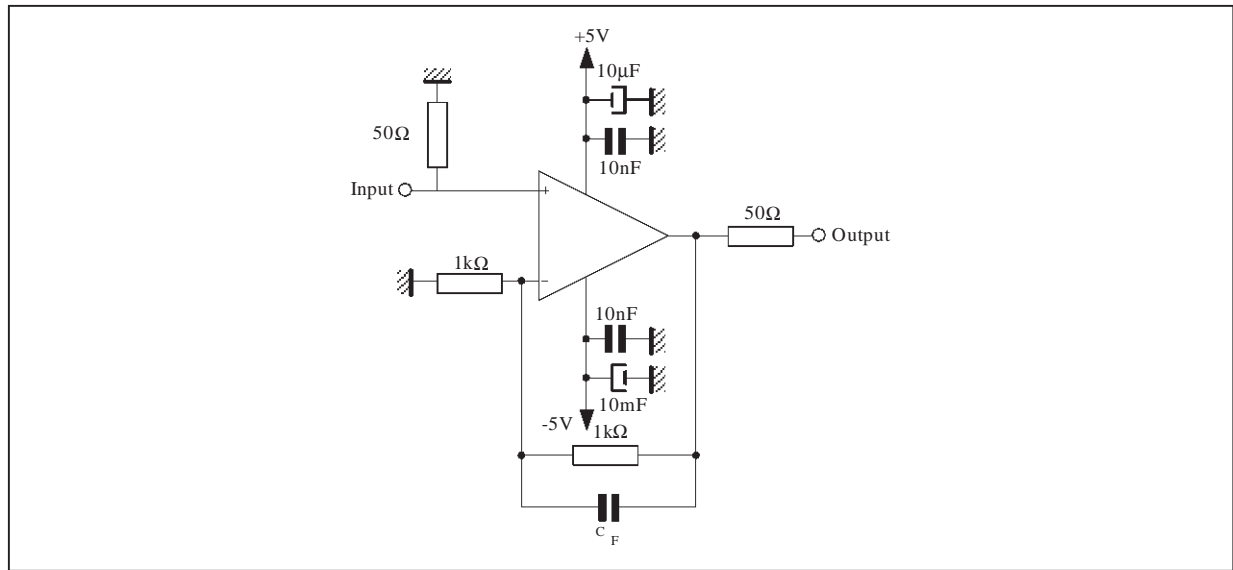 +5V
10µF
50Ω
10nF
Input
+
50Ω
Output
1kΩ
-
10nF
10mF
-5V
1kΩ
C F